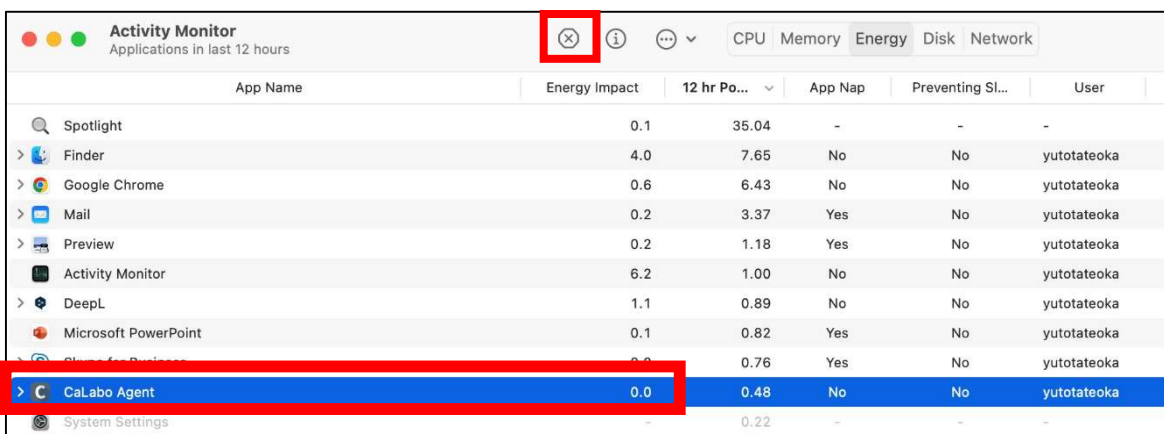 Activity Monitor
Applications in last 12 hours
CPU Memory Energy Disk Network
App Name Energy Impact 12 hr Po... App Nap Preventing Sl... User
Spotlight 0.1 35.04 - - -
Finder 4.0 7.65 No No yutotateoka
Google Chrome 0.6 6.43 No No yutotateoka
Mail 0.2 3.37 Yes No yutotateoka
Preview 0.2 1.18 Yes No yutotateoka
Activity Monitor 6.2 1.00 No No yutotateoka
DeepL 1.1 0.89 No No yutotateoka
Microsoft PowerPoint 0.1 0.82 Yes No yutotateoka
Skype for Business 0.76 Yes No yutotateoka
C CaLabo Agent 0.0 0.48 No No yutotateoka
System Settings - 0.22 - - -